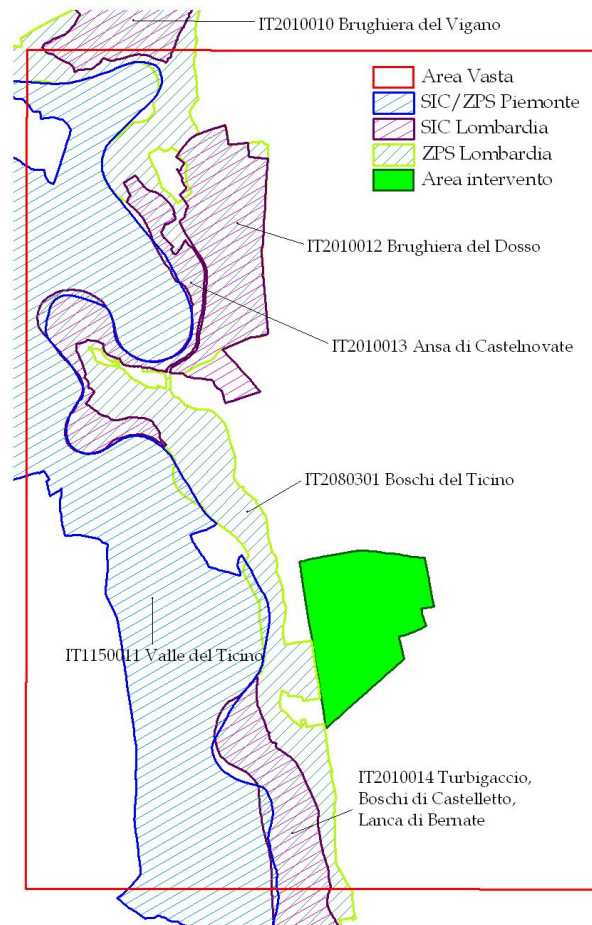 IT2010010 Brughiera del Vigano
Area Vasta
SIC/ZPS Piemonte
SIC Lombardia
ZPS Lombardia
Area intervento
IT2010012 Brughiera del Dosso
IT2010013 Ansa di Castelnovate
IT2080301 Boschi del Ticino
IT1150011 Valle del Ticino
IT2010014 Turbigaccio,
Boschi di Castelletto,
Lanca di Bernate